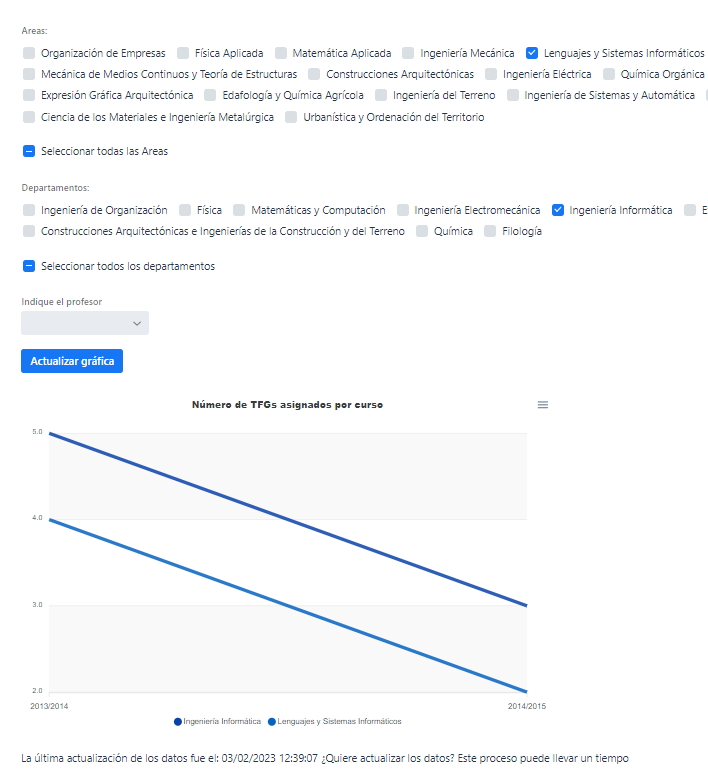 Areas:
Organización de Empresas Física Aplicada Matemática Aplicada Ingeniería Mecánica Lenguajes y Sistemas Informáticos
Mecánica de Medios Continuos y Teoría de Estructuras Construcciones Arquitectónicas Ingeniería Eléctrica Química Orgánica
Expresión Gráfica Arquitectónica Edafología y Química Agrícola Ingeniería del Terreno Ingeniería de Sistemas y Automática
Ciencia de los Materiales e Ingeniería Metalúrgica Urbanística y Ordenación del Territorio
Seleccionar todas las Areas
Departamentos:
Ingeniería de Organización Física Matemáticas y Computación Ingeniería Electromecánica Ingeniería Informática E
Construcciones Arquitectónicas e Ingenierías de la Construcción y del Terreno Química Filología
Seleccionar todos los departamentos
Indique el profesor
Actualizar gráfica
Número de TFGs asignados por curso
5.0
4.0
3.0
2.0
2013/2014 2014/2015
Ingeniería Informática Lenguajes y Sistemas Informáticos
La última actualización de los datos fue el: 03/02/2023 12:39:07 ¿Quiere actualizar los datos? Este proceso puede llevar un tiempo